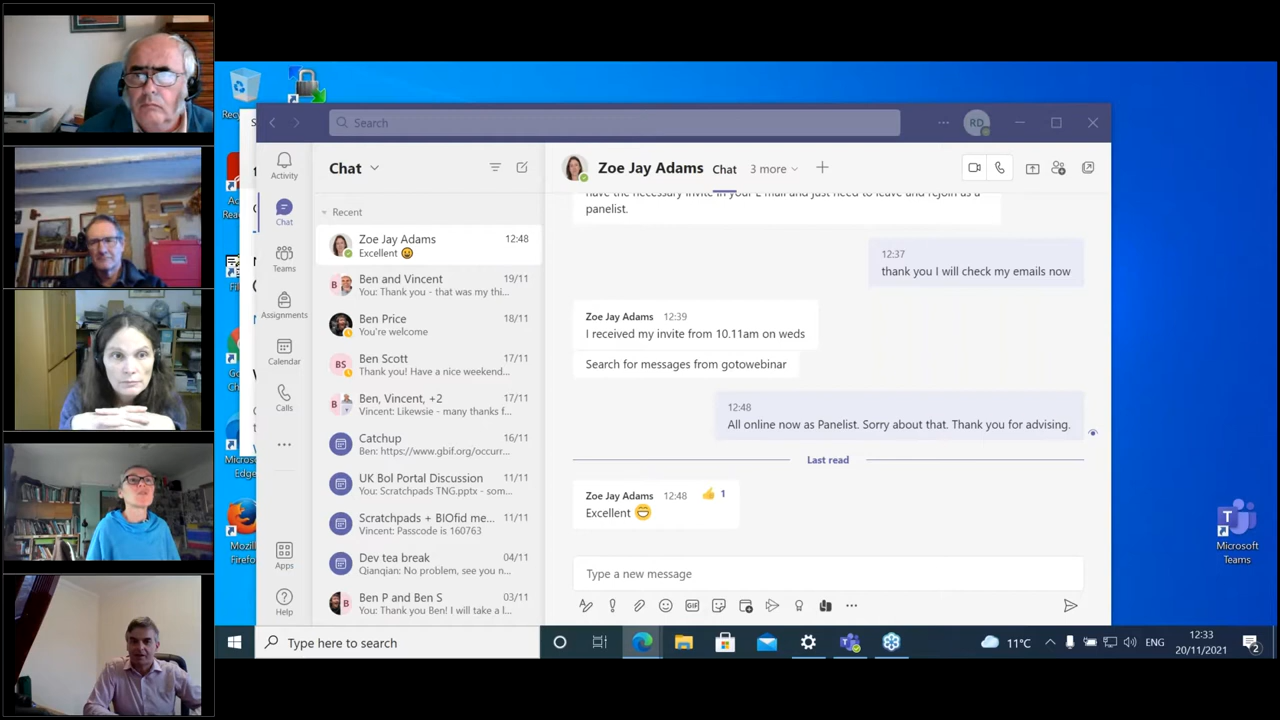 Search
RD
Activity
Chat
Teams
Assignments
Calendar
Calls
Apps
Help
Chat
Recent
Zoe Jay Adams 12:48
Excellent 😄
Ben and Vincent 19/11
You: Thank you - that was my thi...
Ben Price 18/11
You're welcome
BS
Ben Scott 17/11
Thank you! Have a nice weekend...
Ben, Vincent, +2 17/11
Vincent: Likewsie - many thanks f...
Catchup 16/11
Ben: https://www.gbif.org/occurr...
UK Bol Portal Discussion 11/11
You: Scratchpads TNG.pptx - som...
Scratchpads + BIOfid me... 11/11
Vincent: Passcode is 160763
Dev tea break 04/11
Qianqian: No problem, see you n...
Ben P and Ben S 03/11
You: Thank you Ben! I will take a l...
Zoe Jay Adams Chat 3 more
panelist.
12:37
thank you I will check my emails now
Zoe Jay Adams 12:39
I received my invite from 10.11am on weds
Search for messages from gotowebinar
12:48
All online now as Panelist. Sorry about that. Thank you for advising.
Last read
Zoe Jay Adams 12:48 👍 1
Excellent 😄
Type a new message
GIF
Microsoft
Teams
Type here to search
11°C
ENG
12:33
20/11/2021
2